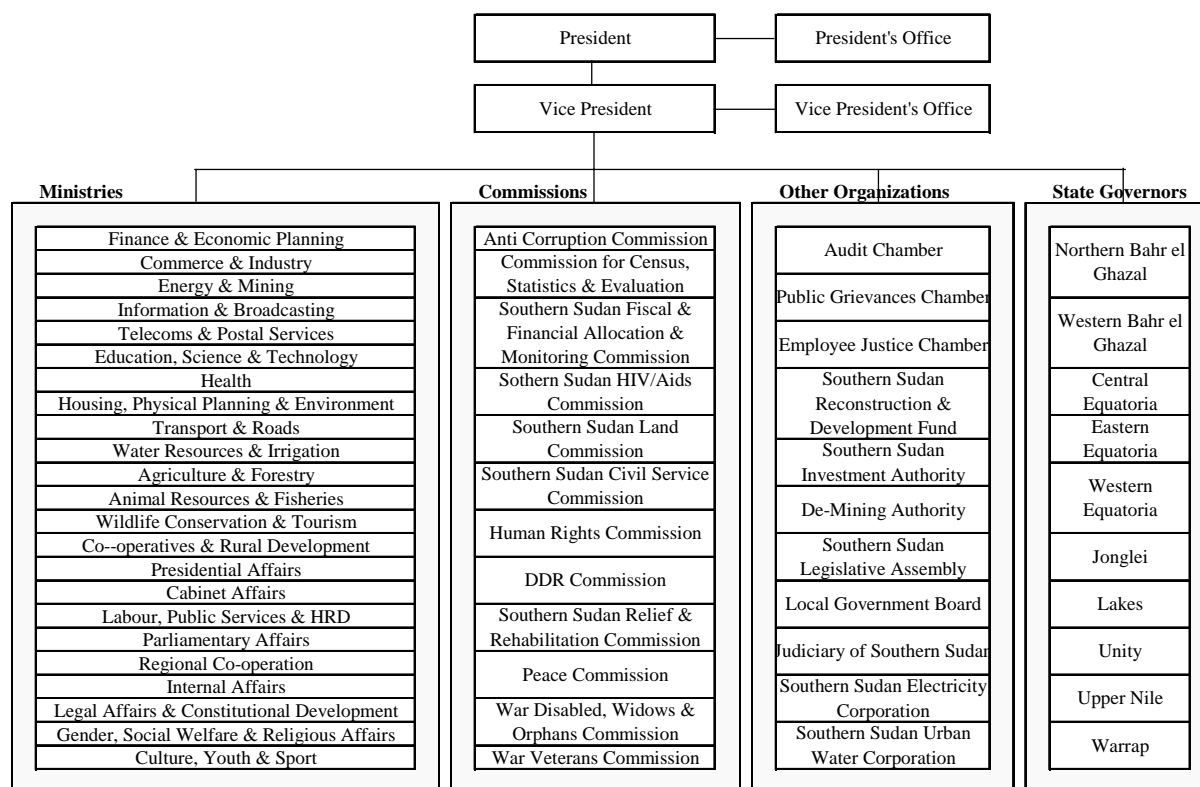 President
President's Office
Vice President
Vice President's Office
Ministries
Finance & Economic Planning
Commerce & Industry
Energy & Mining
Information & Broadcasting
Telecoms & Postal Services
Education, Science & Technology
Health
Housing, Physical Planning & Environment
Transport & Roads
Water Resources & Irrigation
Agriculture & Forestry
Animal Resources & Fisheries
Wildlife Conservation & Tourism
Co--operatives & Rural Development
Presidential Affairs
Cabinet Affairs
Labour, Public Services & HRD
Parliamentary Affairs
Regional Co-operation
Internal Affairs
Legal Affairs & Constitutional Development
Gender, Social Welfare & Religious Affairs
Culture, Youth & Sport
Commissions
Anti Corruption Commission
Commission for Census,
Statistics & Evaluation
Southern Sudan Fiscal &
Financial Allocation &
Monitoring Commission
Sothern Sudan HIV/Aids
Commission
Southern Sudan Land
Commission
Southern Sudan Civil Service
Commission
Human Rights Commission
DDR Commission
Southern Sudan Relief &
Rehabilitation Commission
Peace Commission
War Disabled, Widows &
Orphans Commission
War Veterans Commission
Other Organizations
Audit Chamber
Public Grievances Chamber
Employee Justice Chamber
Southern Sudan
Reconstruction &
Development Fund
Southern Sudan
Investment Authority
De-Mining Authority
Southern Sudan
Legislative Assembly
Local Government Board
Judiciary of Southern Sudan
Southern Sudan Electricity
Corporation
Southern Sudan Urban
Water Corporation
State Governors
Northern Bahr el
Ghazal
Western Bahr el
Ghazal
Central
Equatoria
Eastern
Equatoria
Western
Equatoria
Jonglei
Lakes
Unity
Upper Nile
Warrap